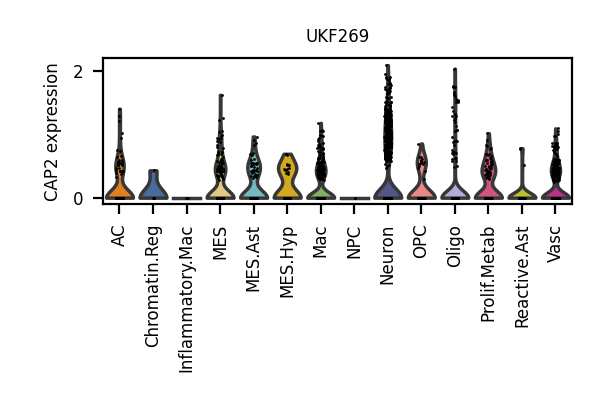 UKF269
CAP2 expression
2
0
AC
Chromatin.Reg
Inflammatory.Mac
MES
MES.Ast
MES.Hyp
Mac
NPC
Neuron
OPC
Oligo
Prolif.Metab
Reactive.Ast
Vasc